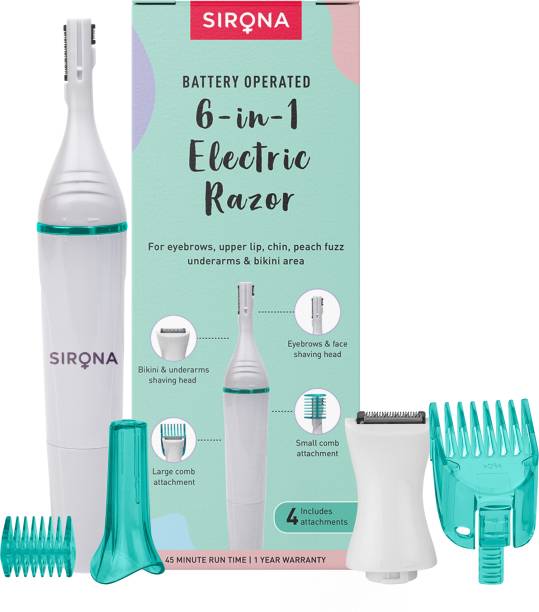 SIRONA
BATTERY OPERATED
6-in-1
Electric
Razor
For eyebrows, upper lip, chin, peach fuzz
underarms & bikini area
Bikini & underarms
shaving head
Eyebrows & face
shaving head
Large comb
attachment
Small comb
attachment
4 Includes
attachments
45 MINUTE RUN TIME | 1 YEAR WARRANTY
SIRONA